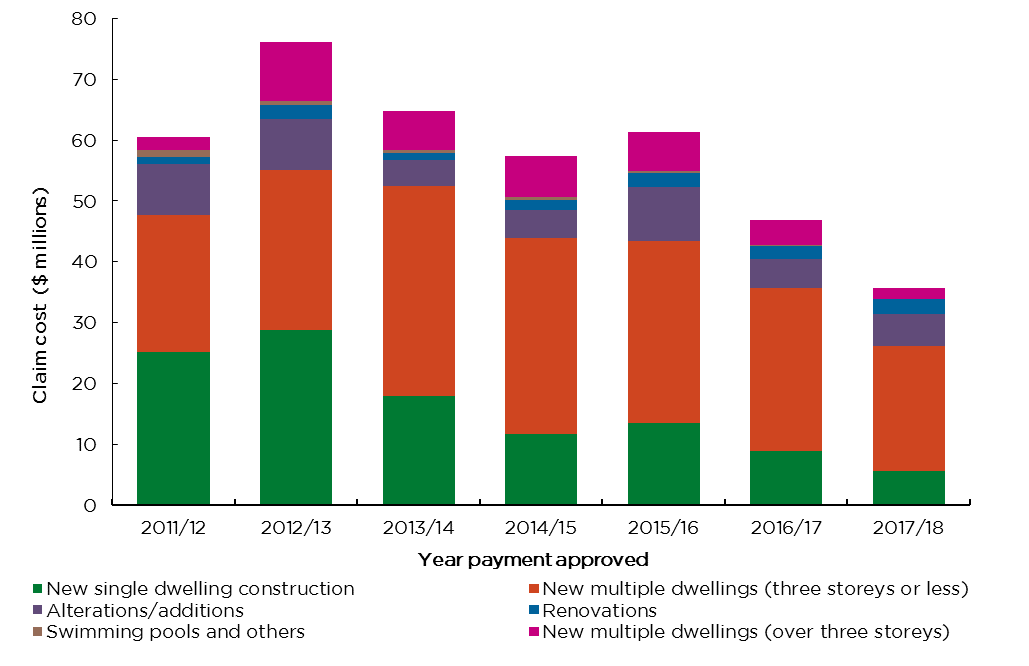 80
70
60
50
40
30
20
10
0
Claim cost ($ millions)
2011/12 2012/13 2013/14 2014/15 2015/16 2016/17 2017/18
Year payment approved
New single dwelling construction
New multiple dwellings (three storeys or less)
Alterations/additions
Renovations
Swimming pools and others
New multiple dwellings (over three storeys)